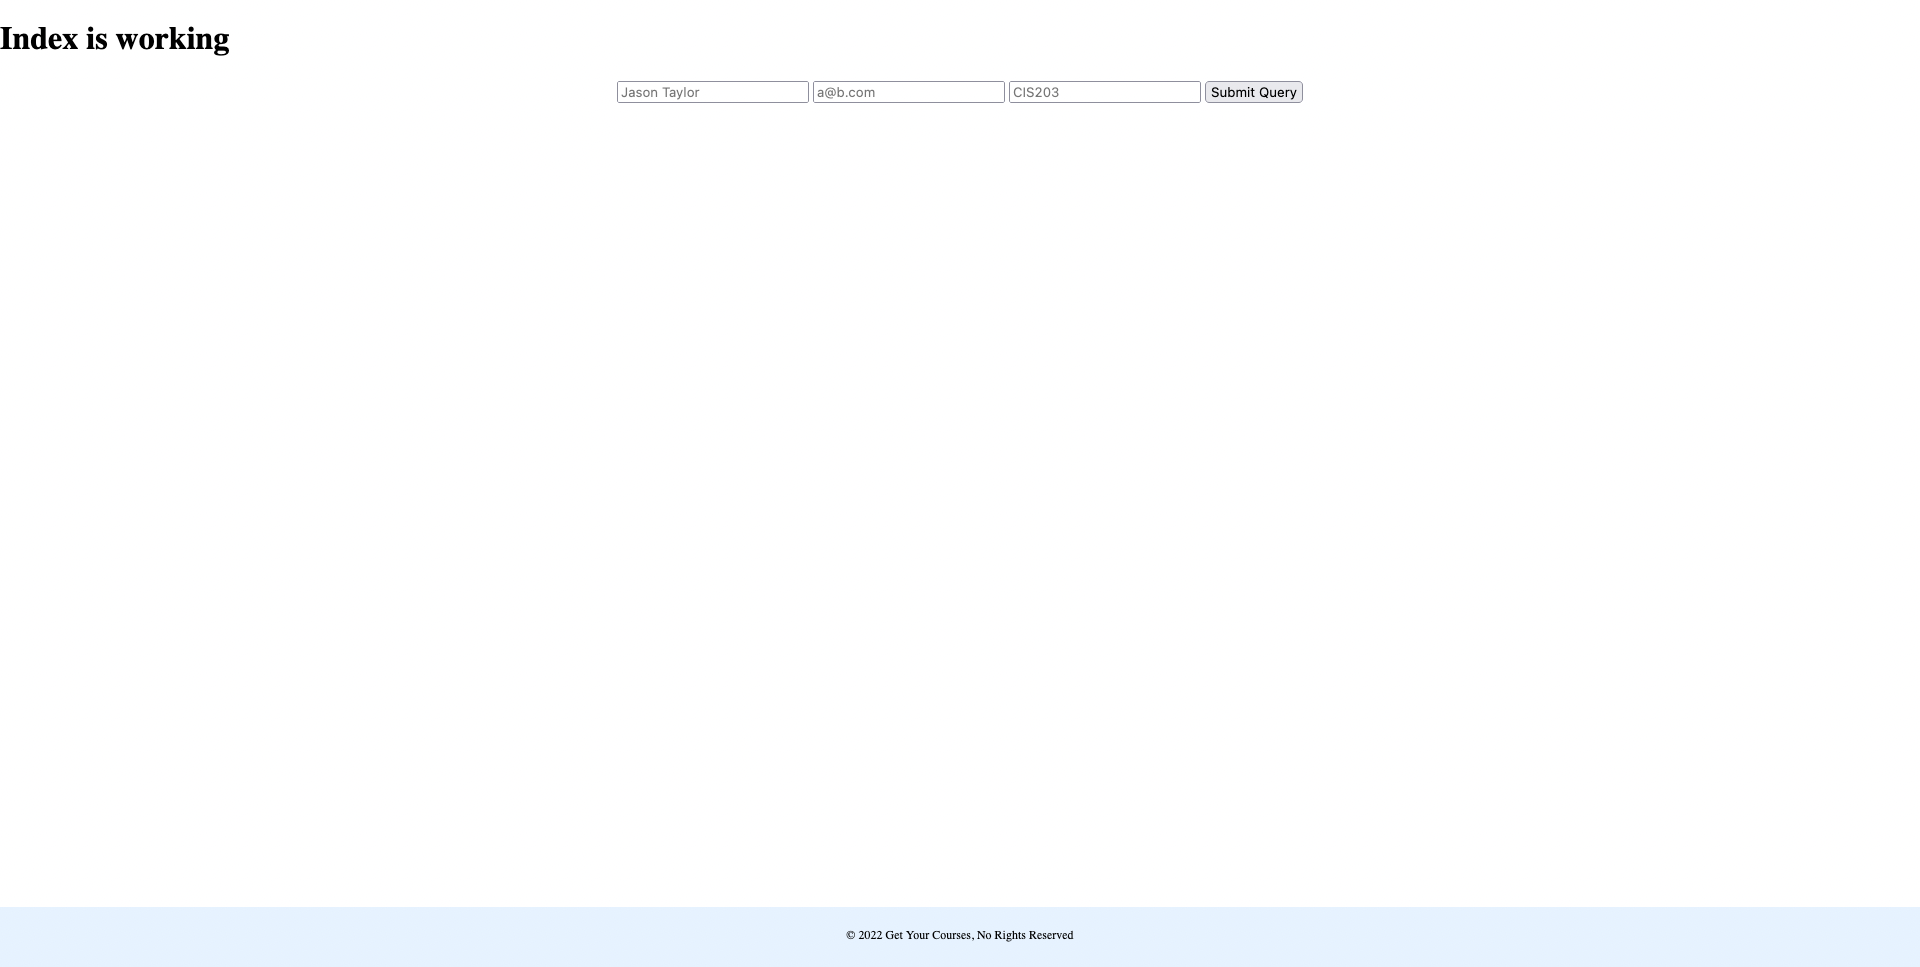 Index is working
Jason Taylor a@b.com CIS203 Submit Query
© 2022 Get Your Courses, No Rights Reserved